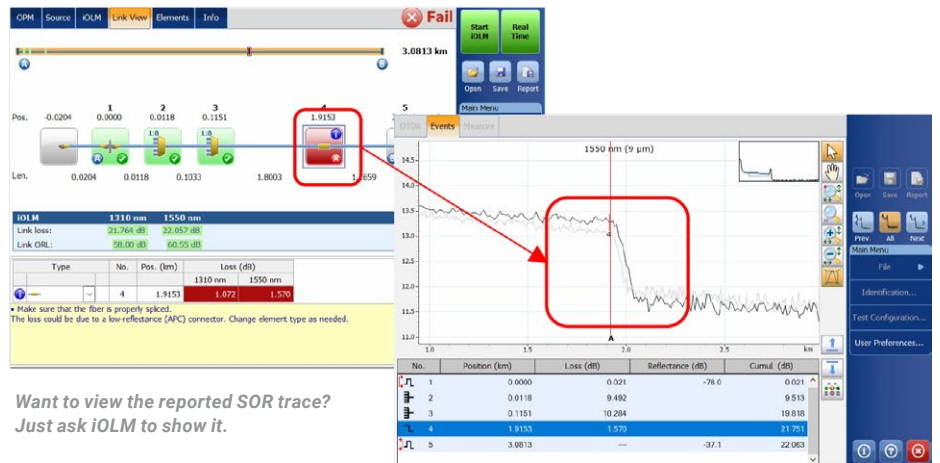 OPM Source iOLM Link View Elements Info
Fail
3.0813 km
A B
1 2 3 4 5
Pos. -0.0204 0.0000 0.0118 0.1151 1.9153
1:8 1:8
A
Len. 0.0204 0.0118 0.1033 1.8003
iOLM 1310 nm 1550 nm
Link loss: 21.764 dB 22.057 dB
Link ORL: 58.00 dB 60.55 dB
Type No. Pos. (km) Loss (dB)
1310 nm 1550 nm
4 1.9153 1.072 1.570
• Make sure that the fiber is properly spliced.
The loss could be due to a low-reflectance (APC) connector. Change element type as needed.
Want to view the reported SOR trace?
Just ask iOLM to show it.
Start iOLM
Real Time
Open Save Report
Main Menu
OTDR Events Measure
1550 nm (9 µm)
14.5
14.0
13.5
13.0
12.5
12.0
11.5
11.0
4
1.0 1.5 2.0 2.5 km
A
No. Position (km) Loss (dB) Reflectance (dB) Cumul. (dB)
1 0.0000 0.021 -78.0 0.021
2 0.0118 9.492 9.513
3 0.1151 10.284 19.818
4 1.9153 1.570 21.751
5 3.0813 --- -37.1 22.063
Open Save Report
Prev. All Next
Main Menu
File
Identification...
Test Configuration...
User Preferences...